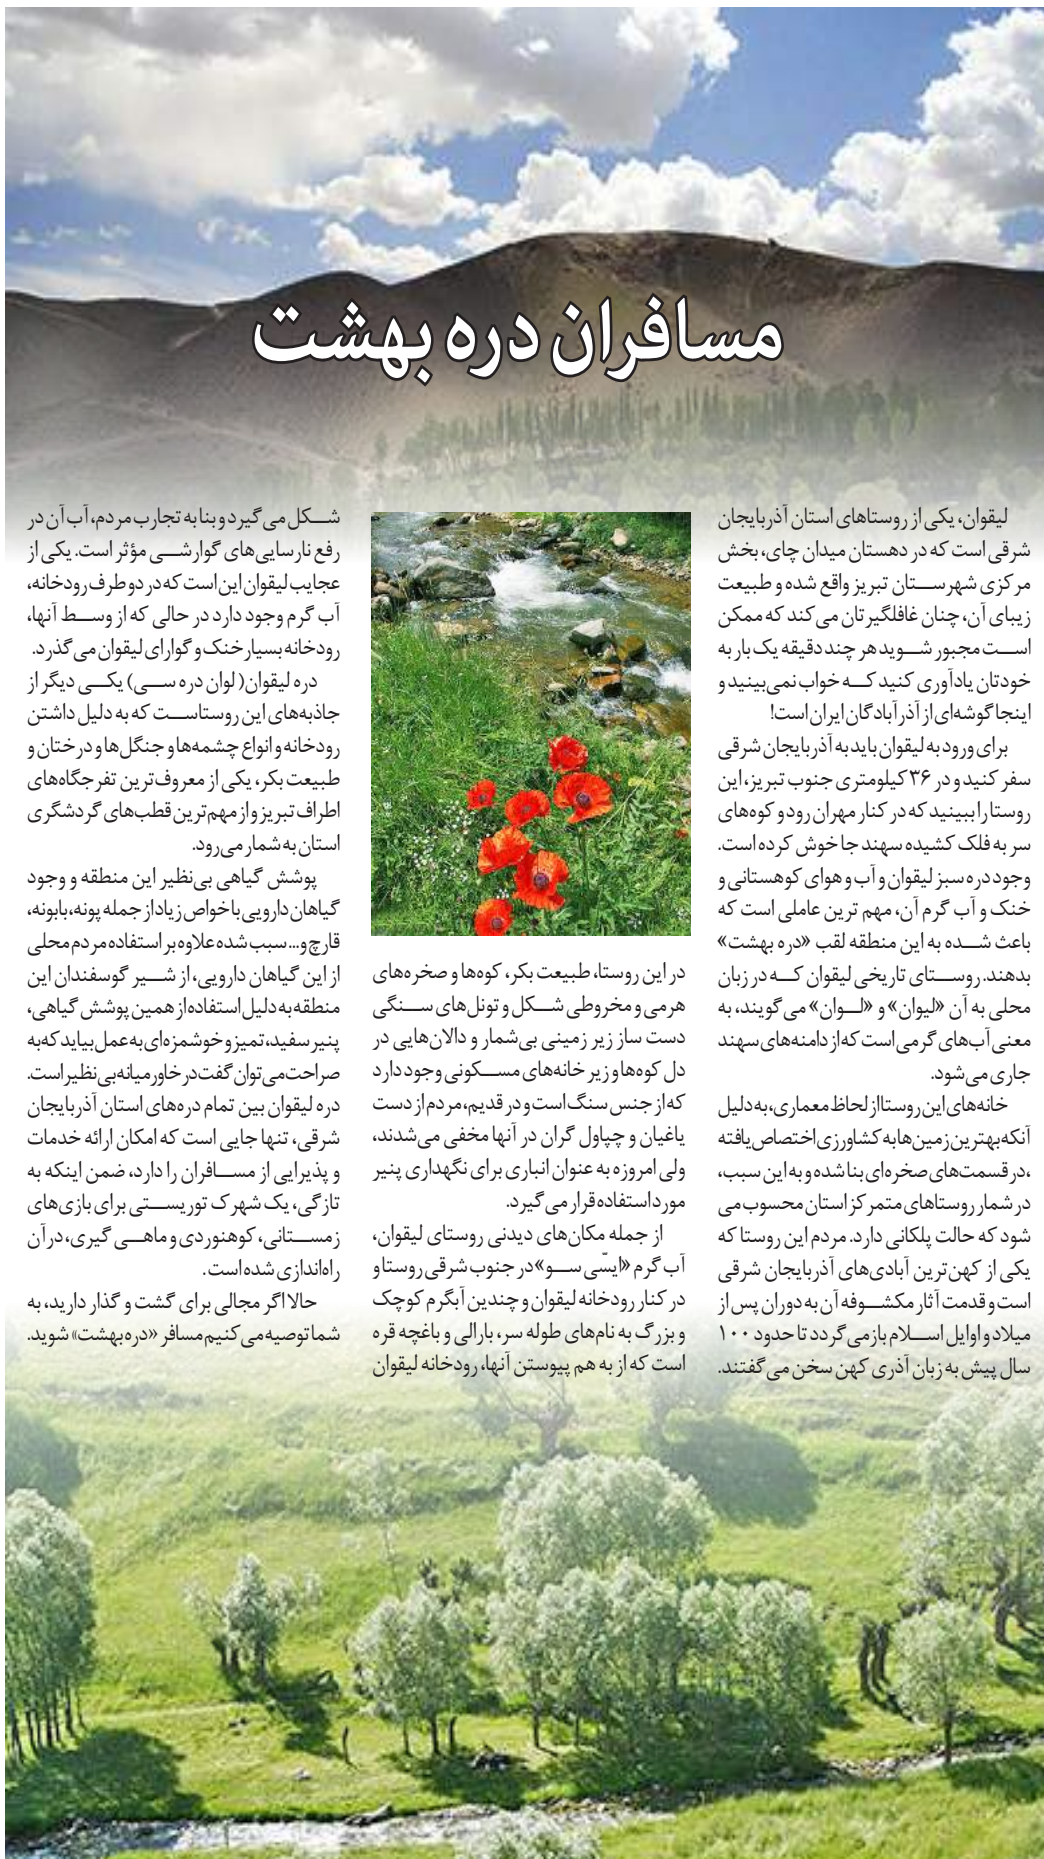 مسافران دره بهشت
لیقوان، یکی از روستاهای استان آذربایجان
شرقی است که در دهستان میدان چای، بخش
مرکزی شهرستان تبریز واقع شده و طبیعت
زیبای آن، چنان غافلگیرتان می‌کند که ممکن
است مجبور شوید هر چند دقیقه یک بار به
خودتان یادآوری کنید که خواب نمی‌بینید و
اینجا گوشه‌ای از آذرآبادگان ایران است!
برای ورود به لیقوان باید به آذربایجان شرقی
سفر کنید و در ۳۶ کیلومتری جنوب تبریز، این
روستا را ببینید که در کنار مهران رود و کوه‌های
سر به فلک کشیده سهند جا خوش کرده است.
وجود دره سبز لیقوان و آب و هوای کوهستانی و
خنک و آب گرم آن، مهم ترین عاملی است که
باعث شده به این منطقه لقب «دره بهشت»
بدهند. روستای تاریخی لیقوان که در زبان
محلی به آن «لیوان» و «لوان» می‌گویند، به
معنی آب‌های گرمی است که از دامنه‌های سهند
جاری می‌شود.
خانه‌های این روستا از لحاظ معماری، به دلیل
آنکه بهترین زمین‌ها به کشاورزی اختصاص یافته
،در قسمت‌های صخره‌ای بنا شده و به این سبب،
در شمار روستاهای متمرکز استان محسوب می
شود که حالت پلکانی دارد. مردم این روستا که
یکی از کهن‌ترین آبادی‌های آذربایجان شرقی
است و قدمت آثار مکشوفه آن به دوران پس از
میلاد و اوایل اسلام بازمی‌گردد تا حدود ۱۰۰
سال پیش به زبان آذری کهن سخن می‌گفتند.
در این روستا، طبیعت بکر، کوه‌ها و صخره‌های
هرمی و مخروطی شکل و تونل‌های سنگی
دست ساز زیر زمینی بی‌شمار و دالان‌هایی در
دل کوه‌ها و زیر خانه‌های مسکونی وجود دارد
که از جنس سنگ است و در قدیم، مردم از دست
یاغیان و چپاول گران در آنها مخفی می‌شدند،
ولی امروزه به عنوان انباری برای نگهداری پنیر
مورد استفاده قرار می‌گیرد.
از جمله مکان‌های دیدنی روستای لیقوان،
آب گرم «ایسّی سو» در جنوب شرقی روستا و
در کنار رودخانه لیقوان و چندین آبگرم کوچک
و بزرگ به نام‌های طوله سر، بارالی و باغچه قره
است که از به هم پیوستن آنها، رودخانه لیقوان
شکل می‌گیرد و بنا به تجارب مردم، آب آن در
رفع نارسایی‌های گوارشی مؤثر است. یکی از
عجایب لیقوان این است که در دو طرف رودخانه،
آب گرم وجود دارد در حالی که از وسط آنها،
رودخانه بسیار خنک و گوارای لیقوان می‌گذرد.
دره لیقوان( لوان دره سی) یکی دیگر از
جاذبه‌های این روستاست که به دلیل داشتن
رودخانه و انواع چشمه‌ها و جنگل‌ها و درختان و
طبیعت بکر، یکی از معروف‌ترین تفرجگاه‌های
اطراف تبریز و از مهم‌ترین قطب‌های گردشگری
استان به شمار می‌رود.
پوشش گیاهی بی‌نظیر این منطقه و وجود
گیاهان دارویی با خواص زیاد از جمله پونه، بابونه،
قارچ و... سبب شده علاوه بر استفاده مردم محلی
از این گیاهان دارویی، از شیر گوسفندان این
منطقه به دلیل استفاده از همین پوشش گیاهی،
پنیر سفید، تمیز و خوشمزه‌ای به عمل بیاید که به
صراحت می‌توان گفت در خاورمیانه بی‌نظیر است.
دره لیقوان بین تمام دره‌های استان آذربایجان
شرقی، تنها جایی است که امکان ارائه خدمات
و پذیرایی از مسافران را دارد، ضمن اینکه به
تازگی، یک شهرک توریستی برای بازی‌های
زمستانی، کوهنوردی و ماهی گیری، در آن
راه‌اندازی شده است.
حالا اگر مجالی برای گشت و گذار دارید، به
شما توصیه می‌کنیم مسافر «دره بهشت» شوید.